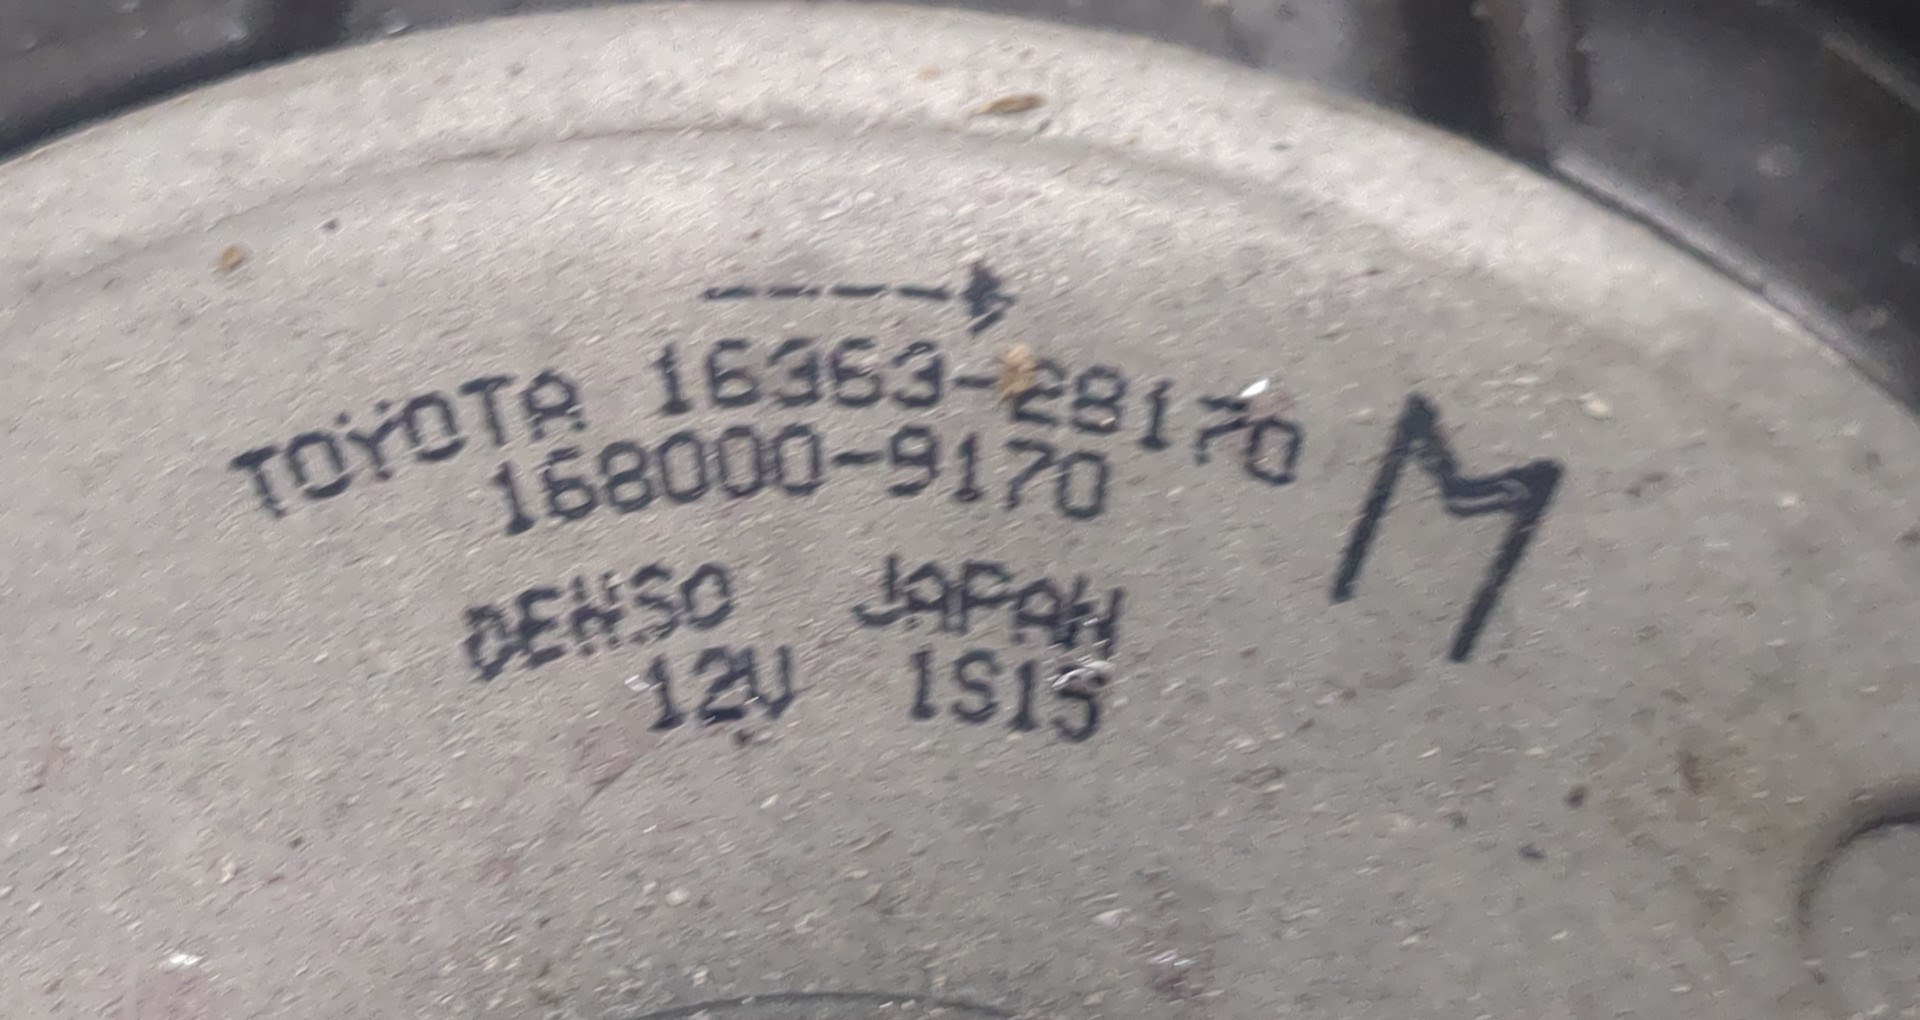 TOYOTA 16363-28170
168000-9170
M
DENSO JAPAN
12V 1S15